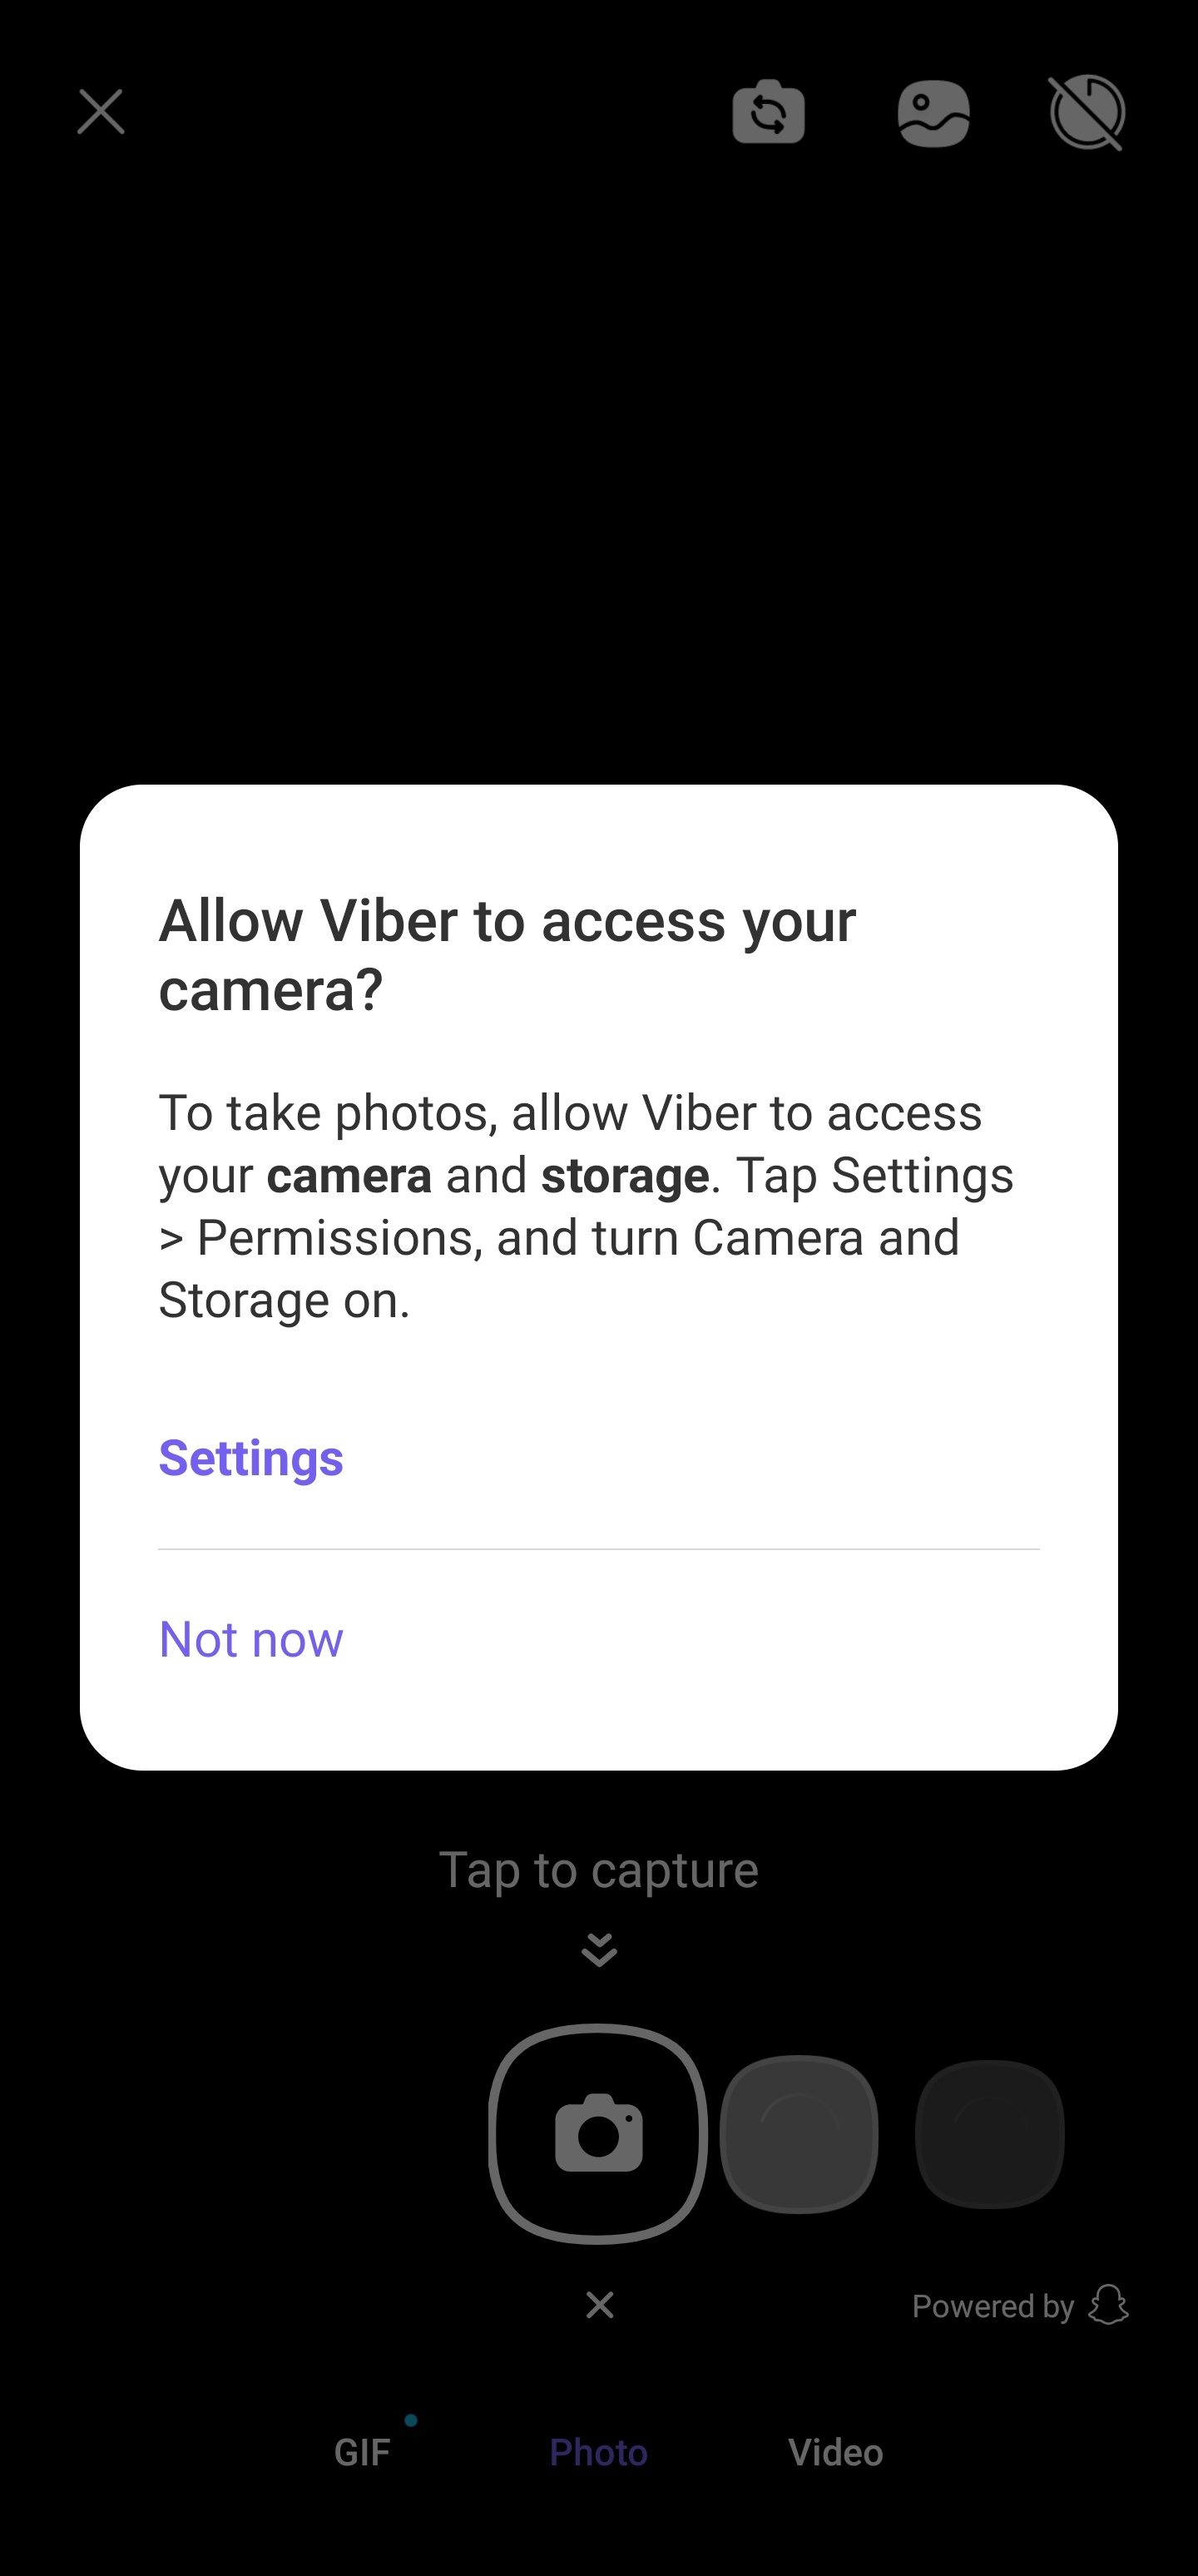 Allow Viber to access your
camera?
To take photos, allow Viber to access
your camera and storage. Tap Settings
> Permissions, and turn Camera and
Storage on.
Settings
Not now
Tap to capture
Powered by
GIF
Photo
Video